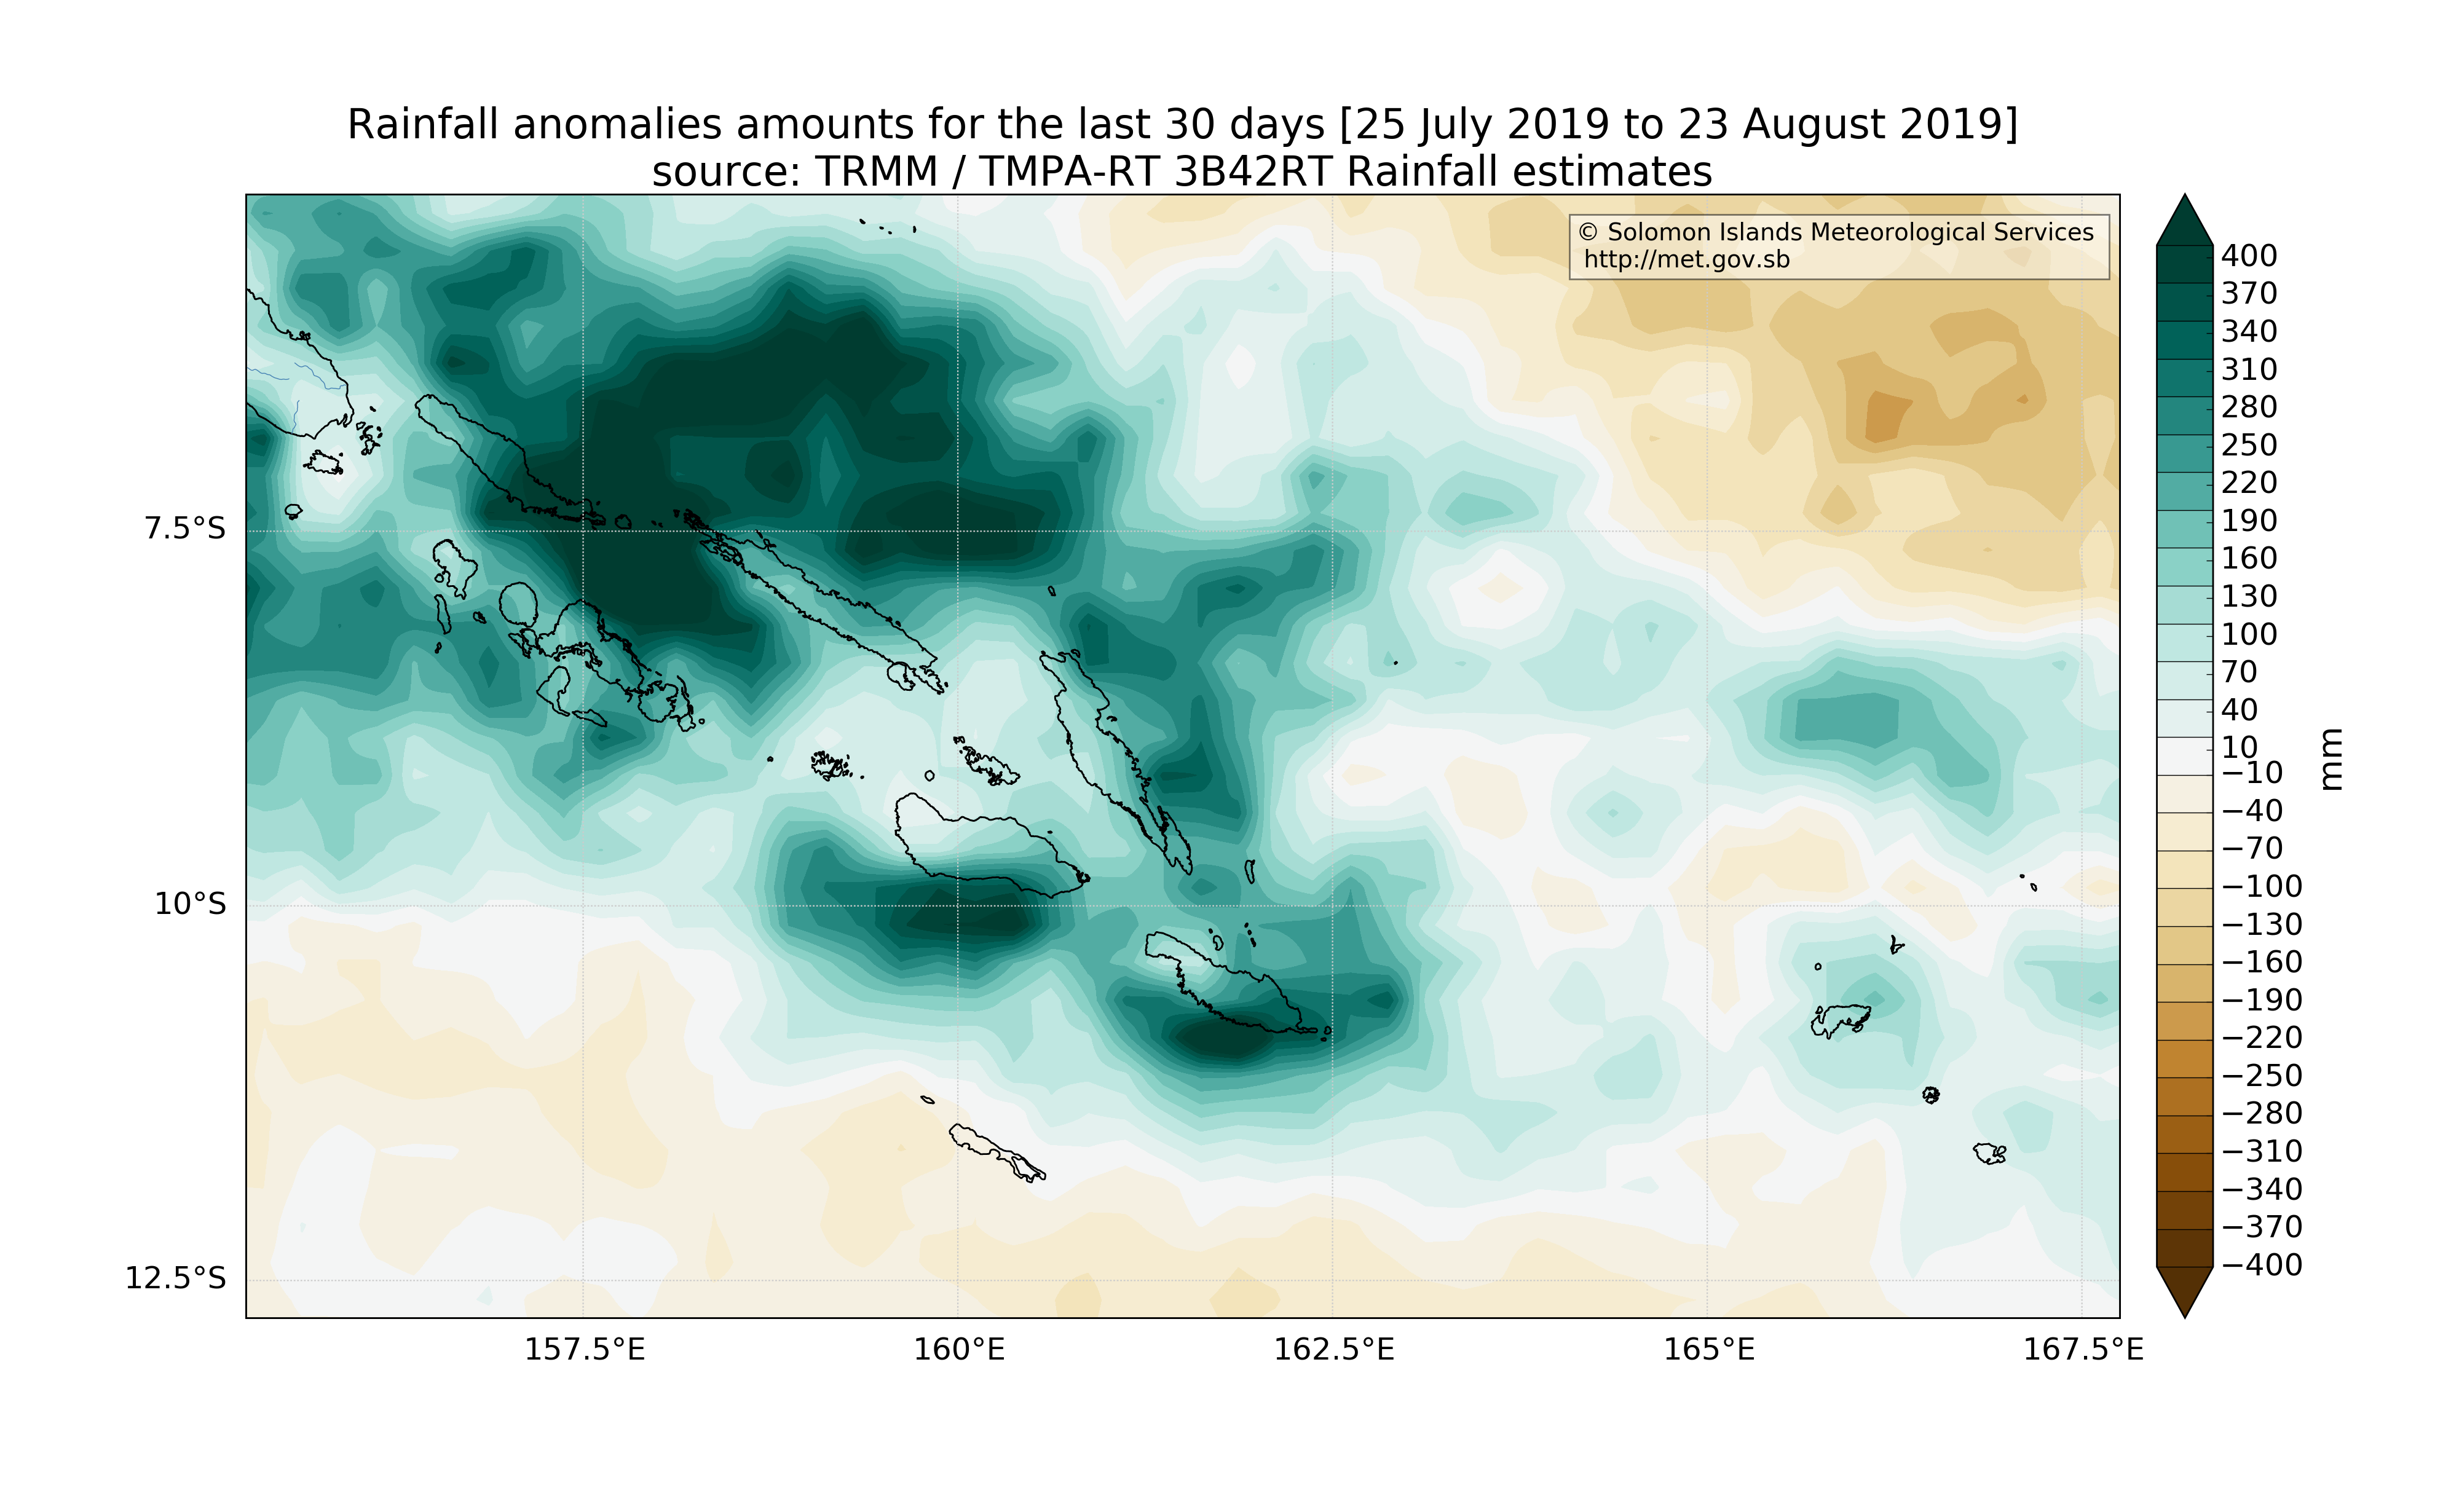 Rainfall anomalies amounts for the last 30 days [25 July 2019 to 23 August 2019]
source: TRMM / TMPA-RT 3B42RT Rainfall estimates
© Solomon Islands Meteorological Services
http://met.gov.sb
7.5°S
10°S
12.5°S
157.5°E
160°E
162.5°E
165°E
167.5°E
400
370
340
310
280
250
220
190
160
130
100
70
40
10
−10
−40
−70
−100
−130
−160
−190
−220
−250
−280
−310
−340
−370
−400
mm